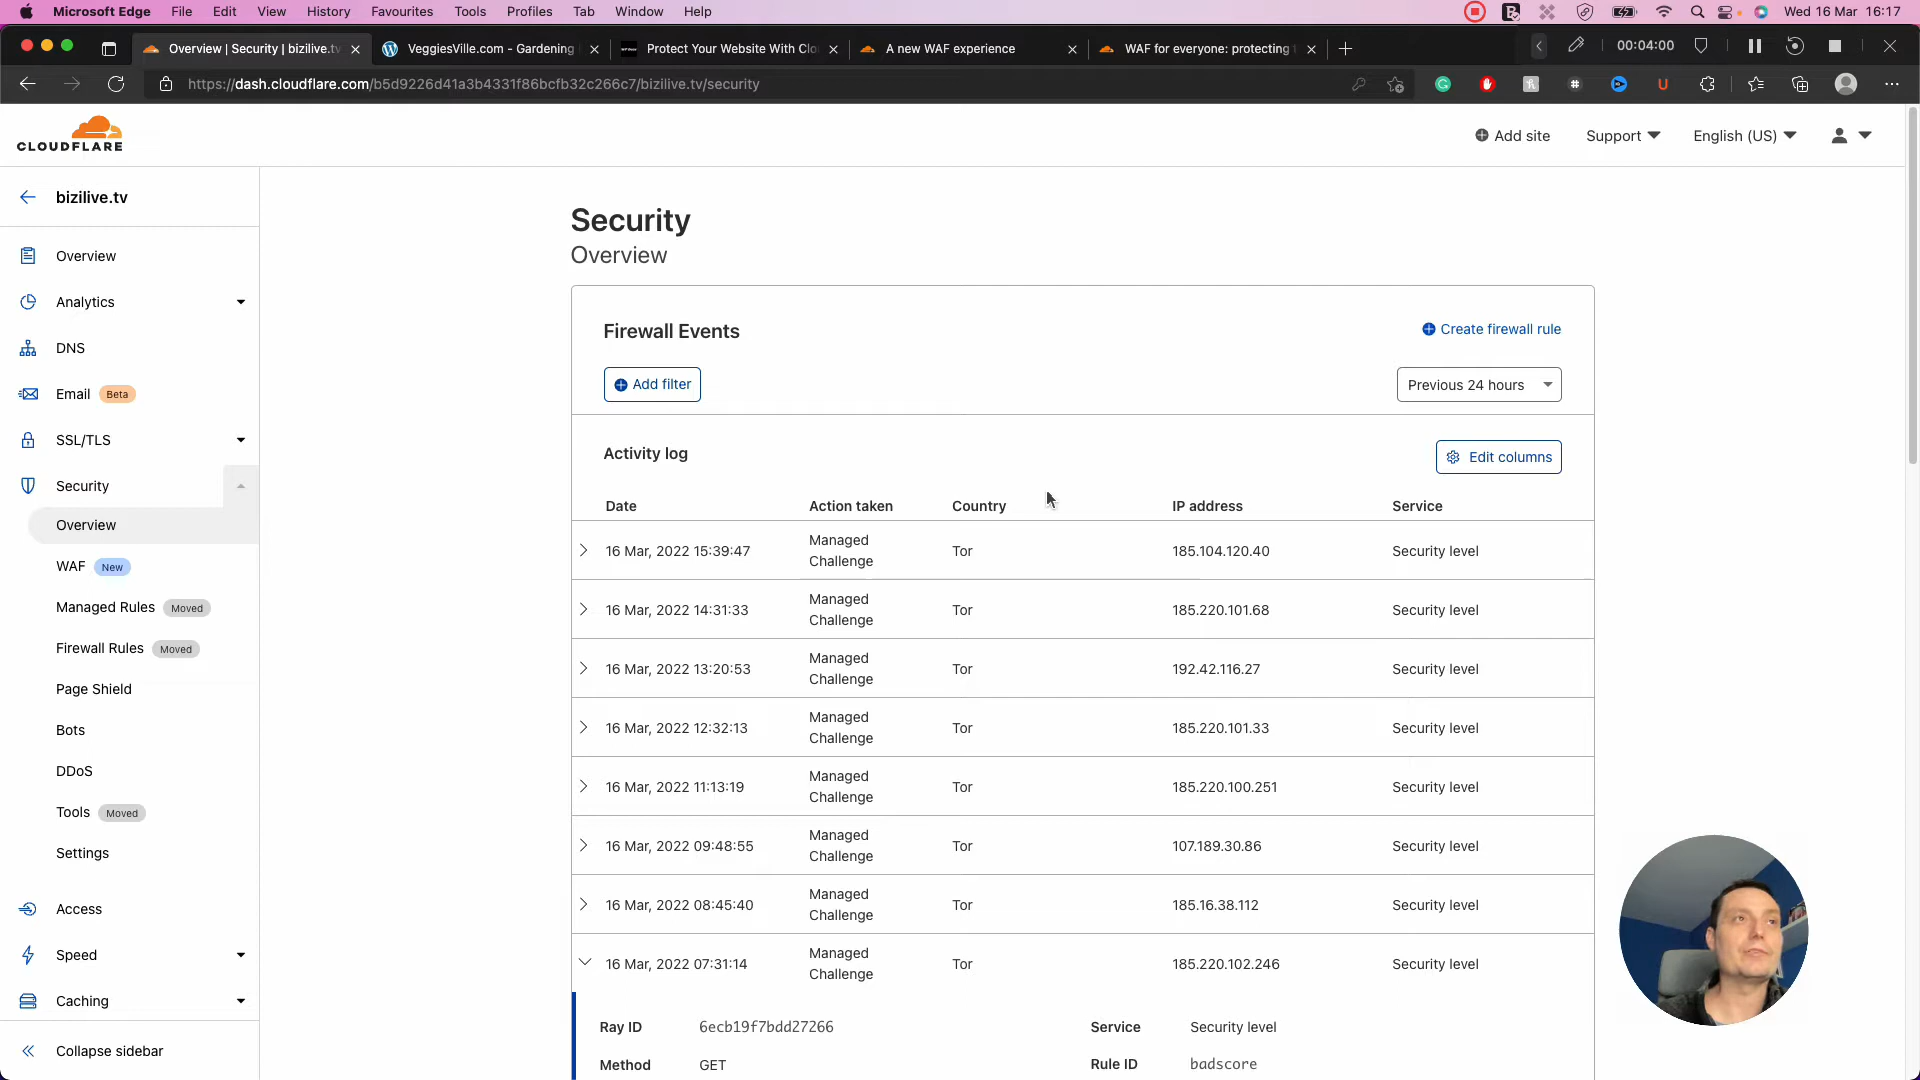 Microsoft Edge File Edit View History Favourites Tools Profiles Tab Window Help Wed 16 Mar 16:17
Overview | Security | bizilive.tv VeggiesVille.com - Gardening Protect Your Website With Clo A new WAF experience WAF for everyone: protecting 00:04:00
https://dash.cloudflare.com/b5d9226d41a3b4331f86bcfb32c266c7/bizilive.tv/security
CLOUDFLARE
Add site Support English (US)
bizilive.tv
Overview
Analytics
DNS
Email Beta
SSL/TLS
Security
Overview
WAF New
Managed Rules Moved
Firewall Rules Moved
Page Shield
Bots
DDoS
Tools Moved
Settings
Access
Speed
Caching
Collapse sidebar
Security
Overview
Firewall Events
Create firewall rule
Add filter
Previous 24 hours
Activity log
Edit columns
Date Action taken Country IP address Service
16 Mar, 2022 15:39:47 Managed Challenge Tor 185.104.120.40 Security level
16 Mar, 2022 14:31:33 Managed Challenge Tor 185.220.101.68 Security level
16 Mar, 2022 13:20:53 Managed Challenge Tor 192.42.116.27 Security level
16 Mar, 2022 12:32:13 Managed Challenge Tor 185.220.101.33 Security level
16 Mar, 2022 11:13:19 Managed Challenge Tor 185.220.100.251 Security level
16 Mar, 2022 09:48:55 Managed Challenge Tor 107.189.30.86 Security level
16 Mar, 2022 08:45:40 Managed Challenge Tor 185.16.38.112 Security level
16 Mar, 2022 07:31:14 Managed Challenge Tor 185.220.102.246 Security level
Ray ID 6ecb19f7bdd27266 Service Security level
Method GET Rule ID badscore